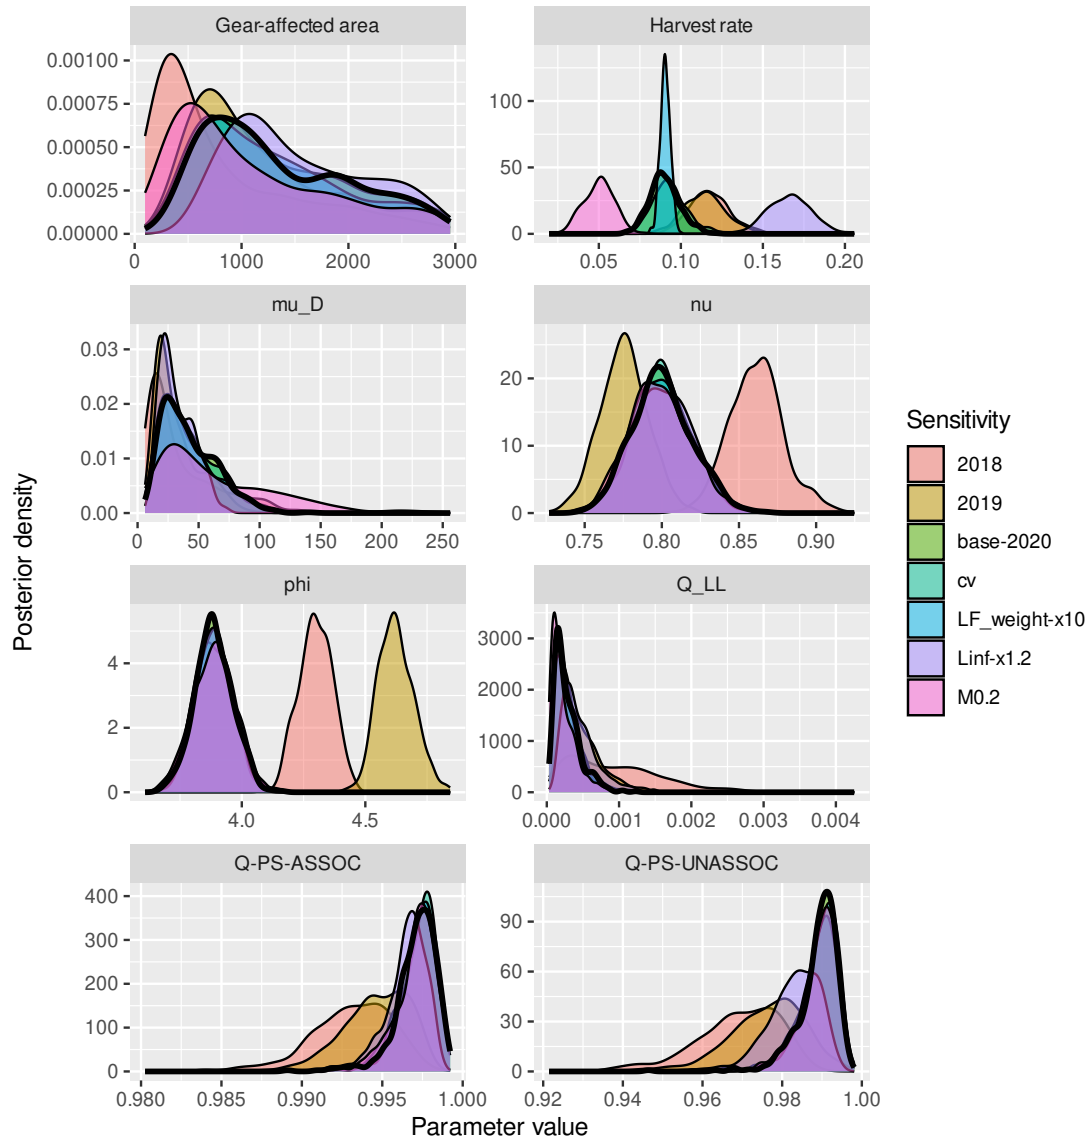 Gear-affected area
Harvest rate
0.00100
0.00075
0.00050
0.00025
0.00000
0 1000 2000 3000
100
50
0
0.05 0.10 0.15 0.20
mu_D
nu
0.03
0.02
0.01
0.00
0 50 100 150 200 250
20
10
0
0.75 0.80 0.85 0.90
phi
Q_LL
4
2
0
4.0 4.5
3000
2000
1000
0
0.000 0.001 0.002 0.003 0.004
Q-PS-ASSOC
Q-PS-UNASSOC
400
300
200
100
0
0.980 0.985 0.990 0.995 1.000
90
60
30
0
0.92 0.94 0.96 0.98 1.00
Parameter value
Posterior density
Sensitivity
2018
2019
base-2020
cv
LF_weight-x10
Linf-x1.2
M0.2